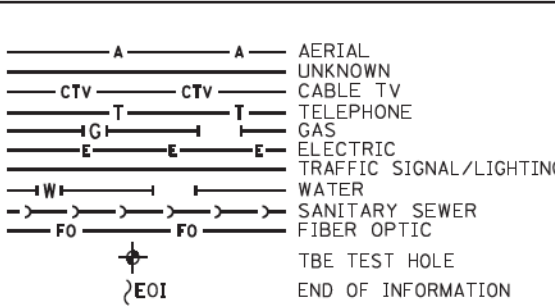 A A AERIAL
UNKNOWN
CTV CTV CABLE TV
T T TELEPHONE
G GAS
E E E ELECTRIC
TRAFFIC SIGNAL/LIGHTING
W WATER
SANITARY SEWER
FO FO FIBER OPTIC
TBE TEST HOLE
EOI END OF INFORMATION